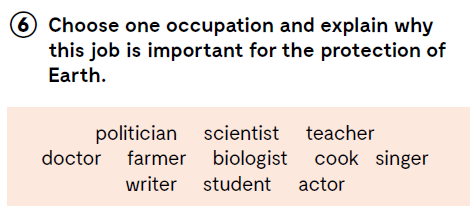 6 Choose one occupation and explain why
this job is important for the protection of
Earth.
politician scientist teacher
doctor farmer biologist cook singer
writer student actor